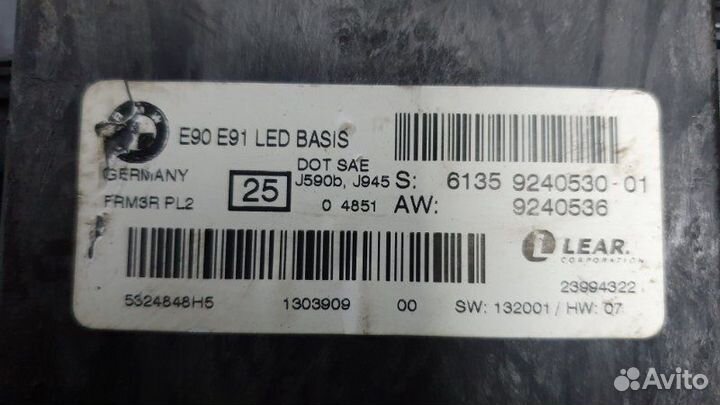 E90 E91 LED BASIS
DOT SAE
J590b, J945
GERMANY
FRM3R PL2
25
0 4851
S: 6135 9240530-01
AW: 9240536
LEAR.
CORPORATION
23994322
5324848H5 1303909 00 SW: 132001 / HW: 07
Avito